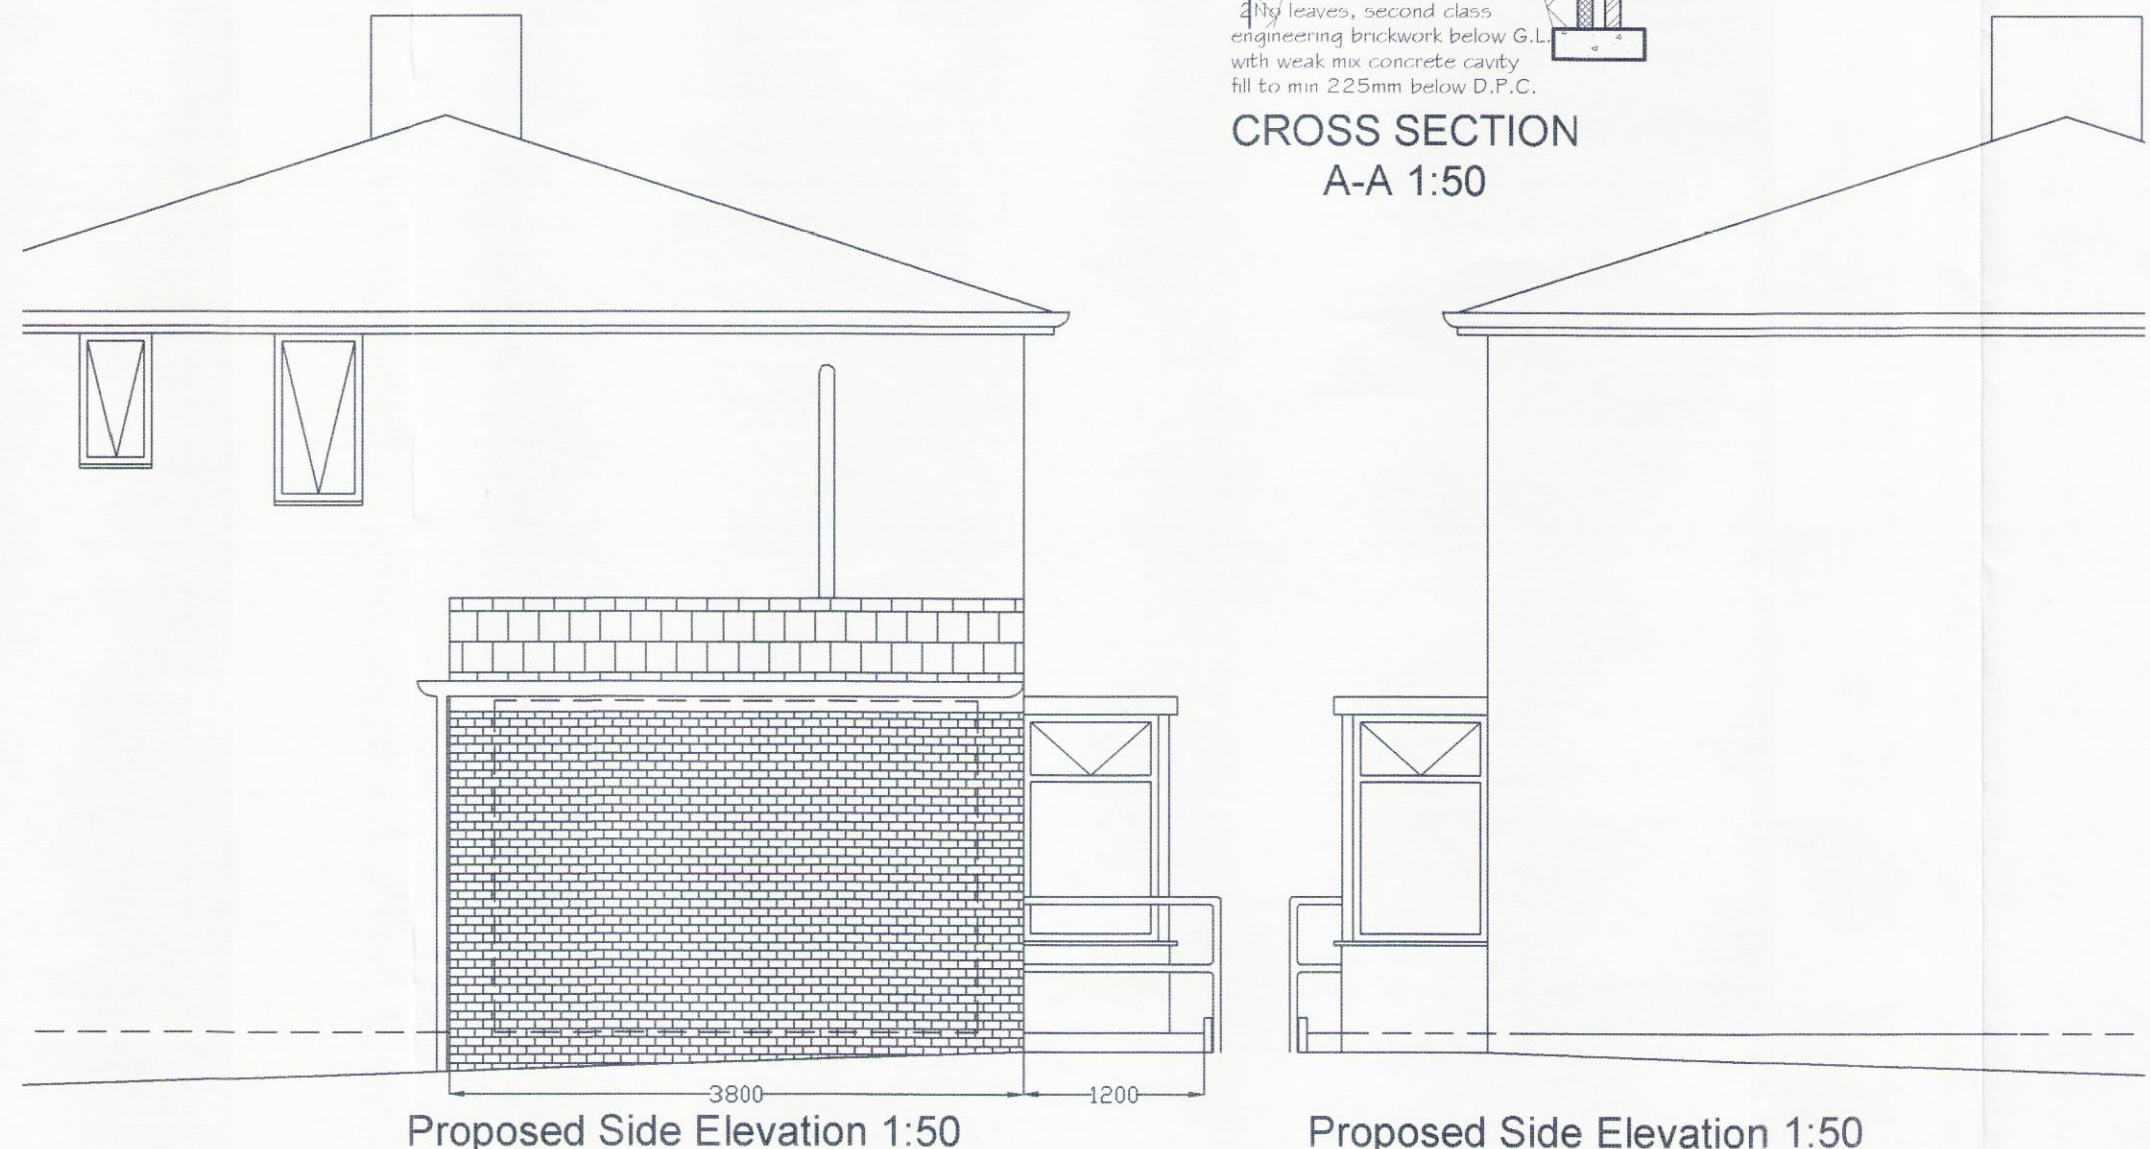 2No leaves, second class
engineering brickwork below G.L.
with weak mix concrete cavity
fill to min 225mm below D.P.C.
CROSS SECTION
A-A 1:50
3800
1200
Proposed Side Elevation 1:50
Proposed Side Elevation 1:50